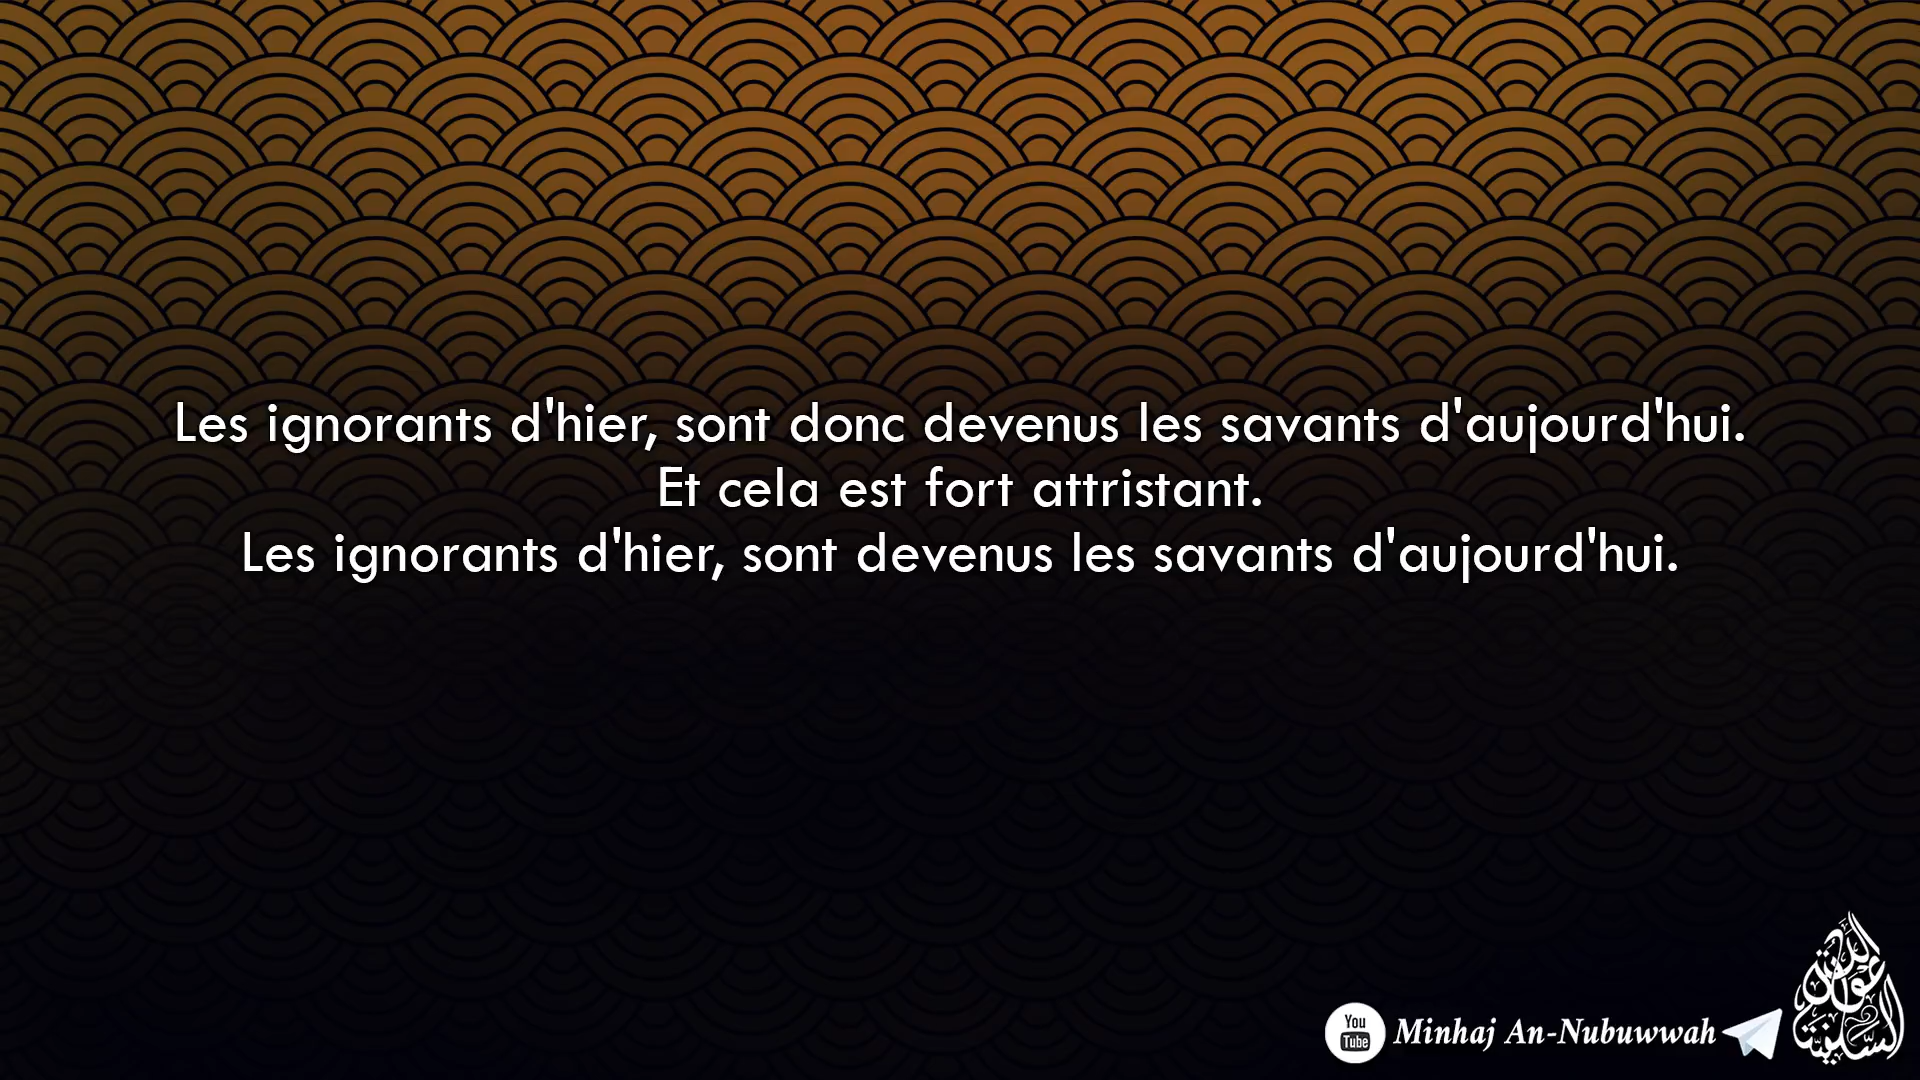 Les ignorants d'hier, sont donc devenus les savants d'aujourd'hui.
Et cela est fort attristant.
Les ignorants d'hier, sont devenus les savants d'aujourd'hui.
You
Tube
Minhaj An-Nubuwwah